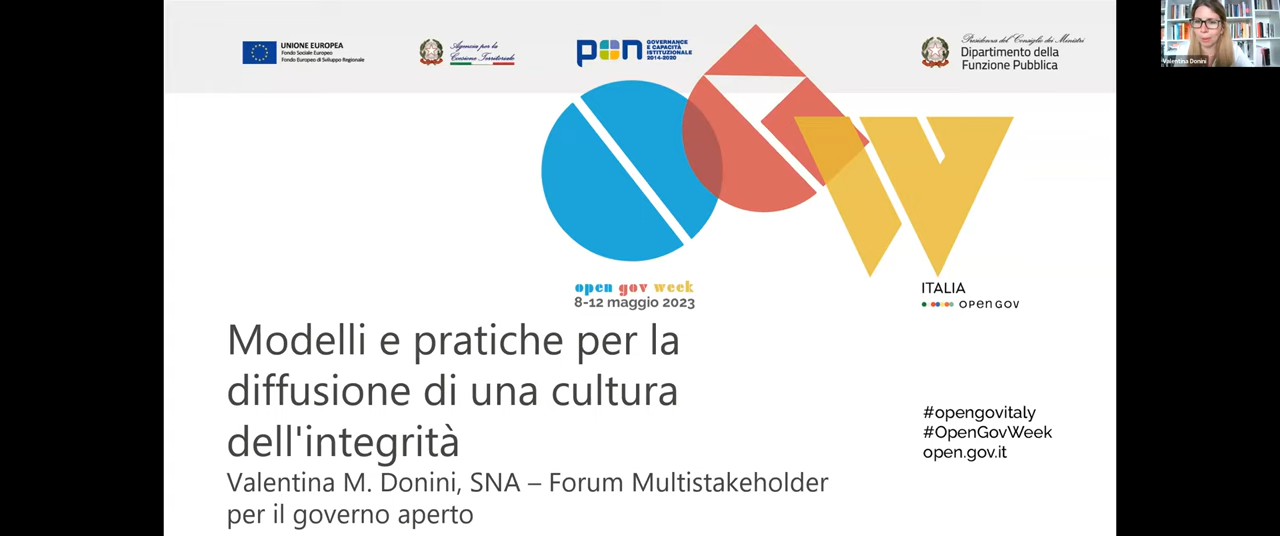 UNIONE EUROPEA
Fondo Sociale Europeo
Fondo Europeo di Sviluppo Regionale
Agenzia per la
Coesione Territoriale
pon
GOVERNANCE
E CAPACITÀ
ISTITUZIONALE
2014-2020
Presidenza del Consiglio dei Ministri
Dipartimento della
Funzione Pubblica
Valentina Donini
open gov week
8-12 maggio 2023
ITALIA
open gov
Modelli e pratiche per la
diffusione di una cultura
dell'integrità
Valentina M. Donini, SNA – Forum Multistakeholder
per il governo aperto
#opengovitaly
#OpenGovWeek
open.gov.it